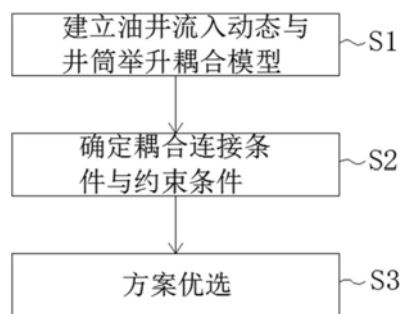 建立油井流入动态与
井筒举升耦合模型
S1
确定耦合连接条
件与约束条件
S2
方案优选
S3